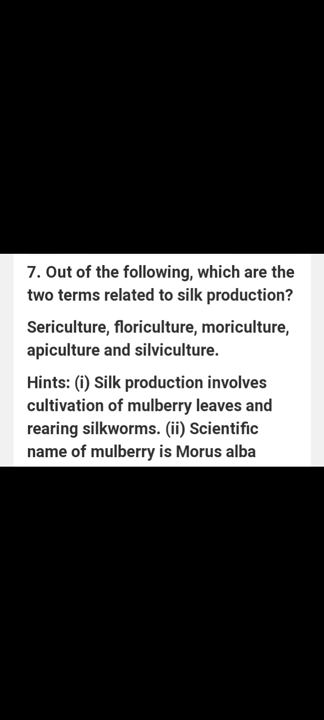 7. Out of the following, which are the
two terms related to silk production?
Sericulture, floriculture, moriculture,
apiculture and silviculture.
Hints: (i) Silk production involves
cultivation of mulberry leaves and
rearing silkworms. (ii) Scientific
name of mulberry is Morus alba